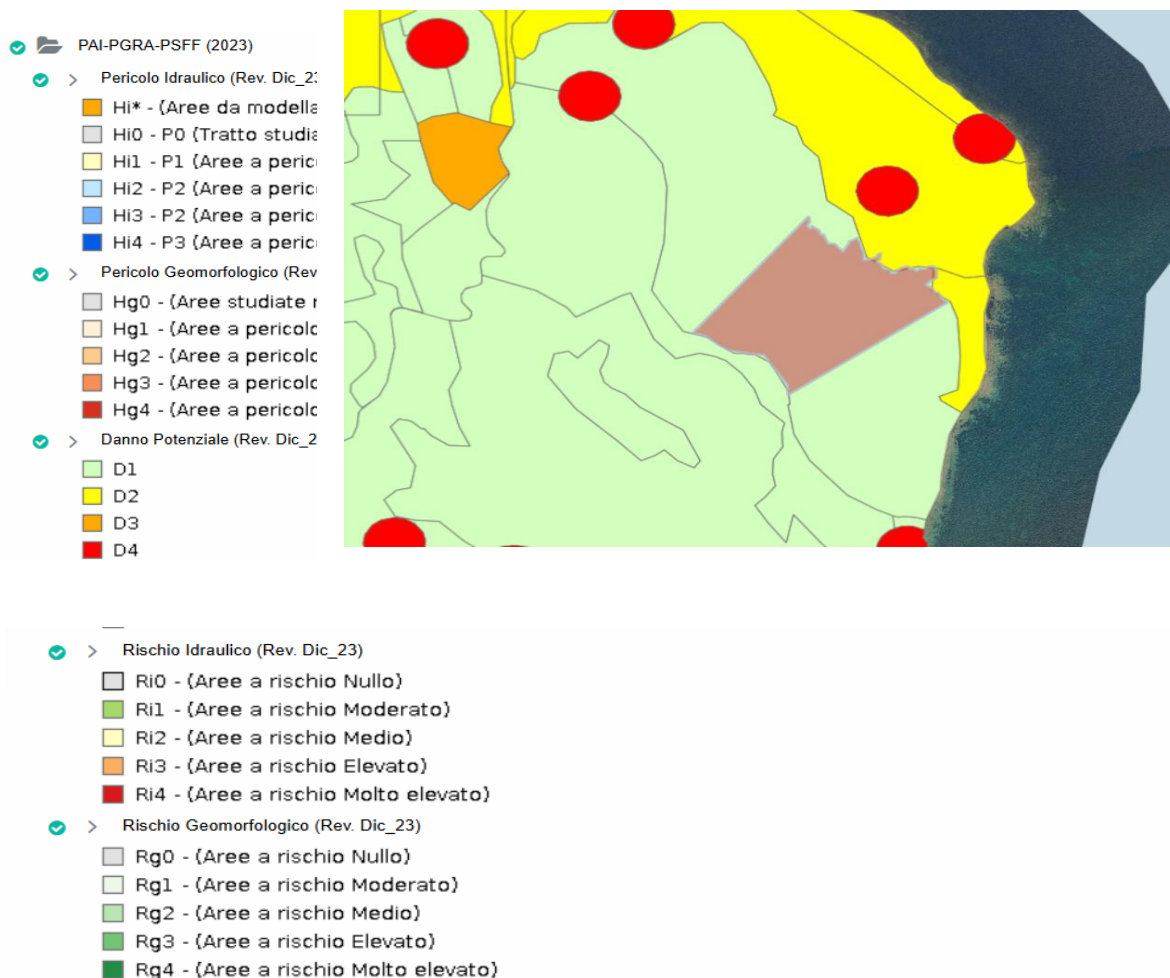 PAI-PGRA-PSFF (2023)
Pericolo Idraulico (Rev. Dic_23
Hi* - (Aree da modella
Hi0 - P0 (Tratto studia
Hi1 - P1 (Aree a peric
Hi2 - P2 (Aree a peric
Hi3 - P2 (Aree a peric
Hi4 - P3 (Aree a peric
Pericolo Geomorfologico (Rev
Hg0 - (Aree studiate
Hg1 - (Aree a pericolo
Hg2 - (Aree a pericolo
Hg3 - (Aree a pericolo
Hg4 - (Aree a pericolo
Danno Potenziale (Rev. Dic_2
D1
D2
D3
D4
Rischio Idraulico (Rev. Dic_23)
Ri0 - (Aree a rischio Nullo)
Ri1 - (Aree a rischio Moderato)
Ri2 - (Aree a rischio Medio)
Ri3 - (Aree a rischio Elevato)
Ri4 - (Aree a rischio Molto elevato)
Rischio Geomorfologico (Rev. Dic_23)
Rg0 - (Aree a rischio Nullo)
Rg1 - (Aree a rischio Moderato)
Rg2 - (Aree a rischio Medio)
Rg3 - (Aree a rischio Elevato)
Rg4 - (Aree a rischio Molto elevato)